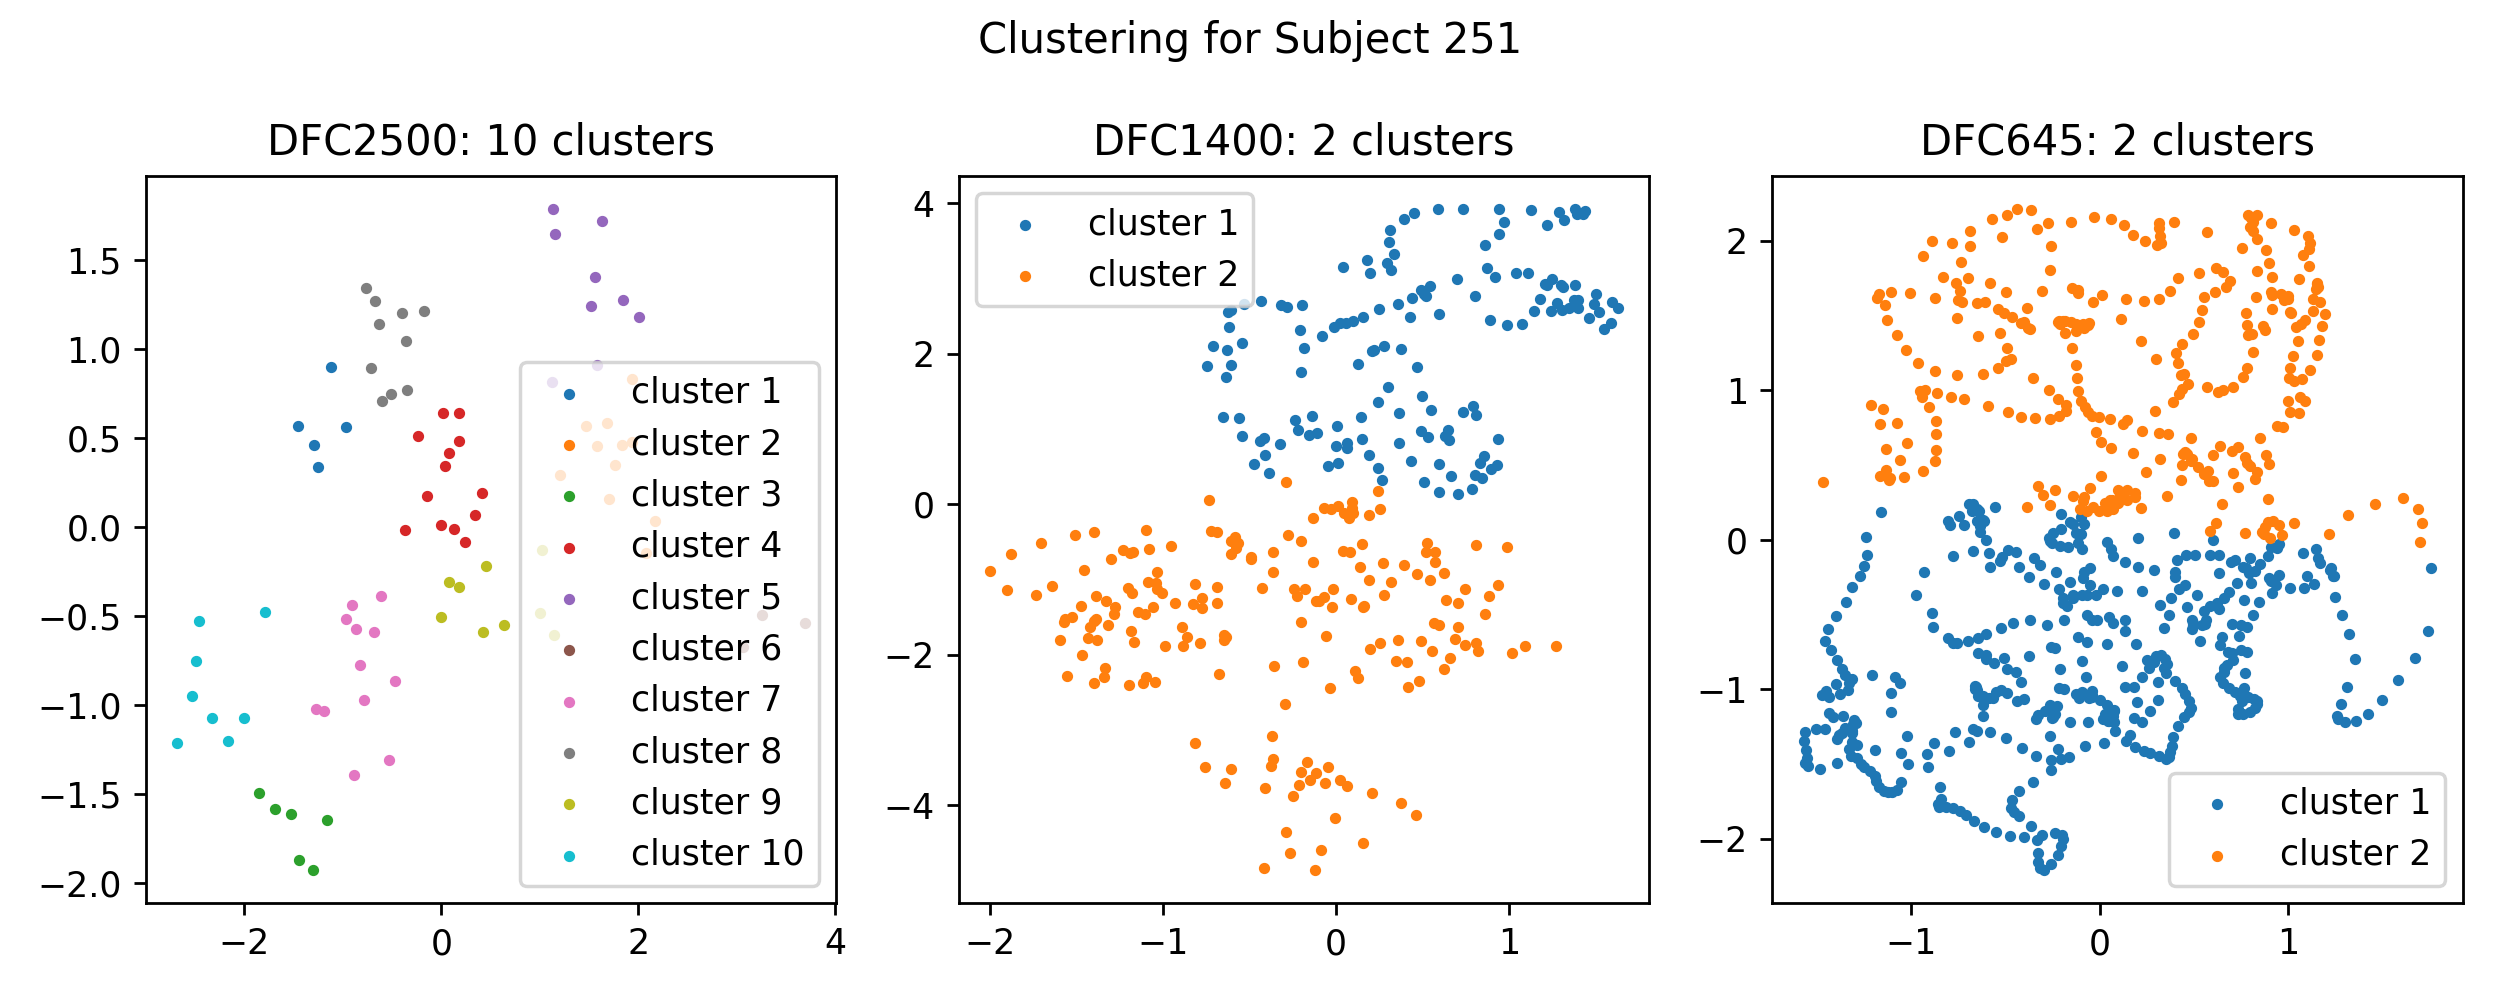 Clustering for Subject 251
DFC2500: 10 clusters
1.5
1.0
0.5
0.0
−0.5
−1.0
−1.5
−2.0
−2
0
2
4
cluster 1
cluster 2
cluster 3
cluster 4
cluster 5
cluster 6
cluster 7
cluster 8
cluster 9
cluster 10
DFC1400: 2 clusters
4
2
0
−2
−4
−2
−1
0
1
cluster 1
cluster 2
DFC645: 2 clusters
2
1
0
−1
−2
−1
0
1
cluster 1
cluster 2